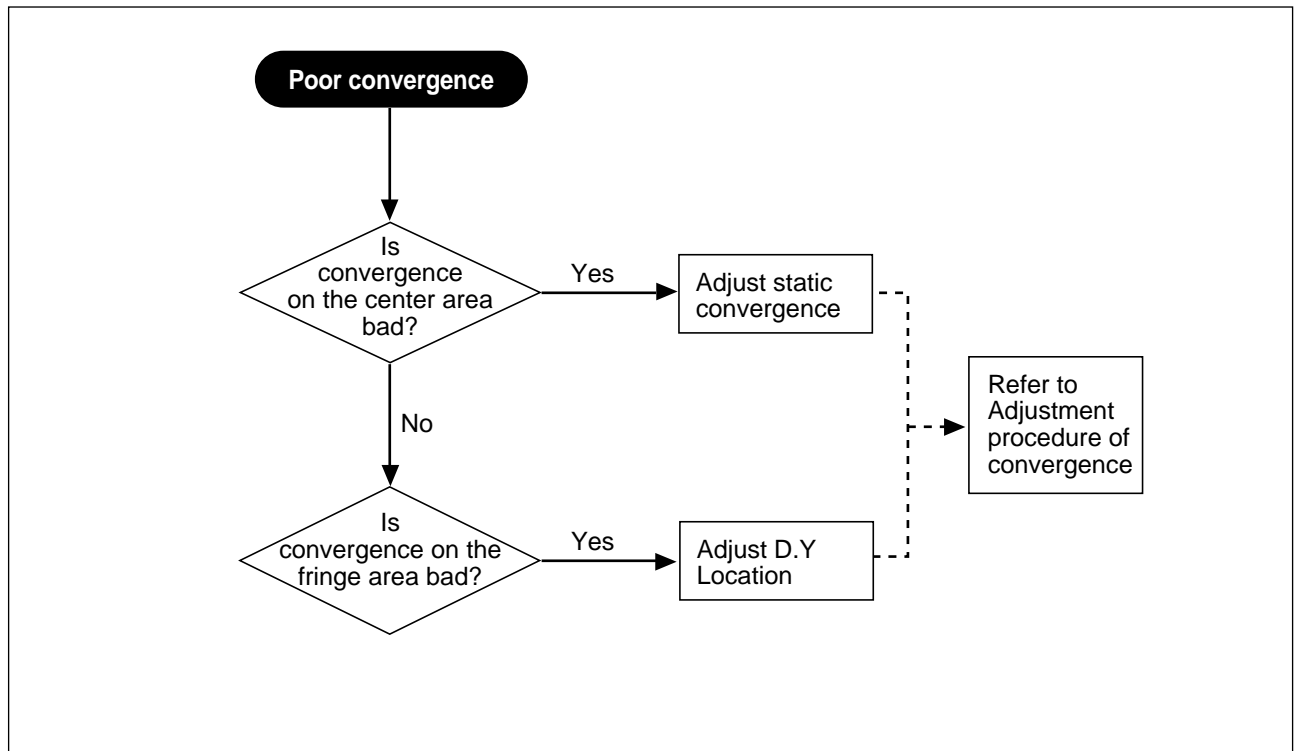 Poor convergence
Is
convergence
on the center area
bad?
Yes
Adjust static
convergence
Refer to
Adjustment
procedure of
convergence
No
Is
convergence on the
fringe area bad?
Yes
Adjust D.Y
Location